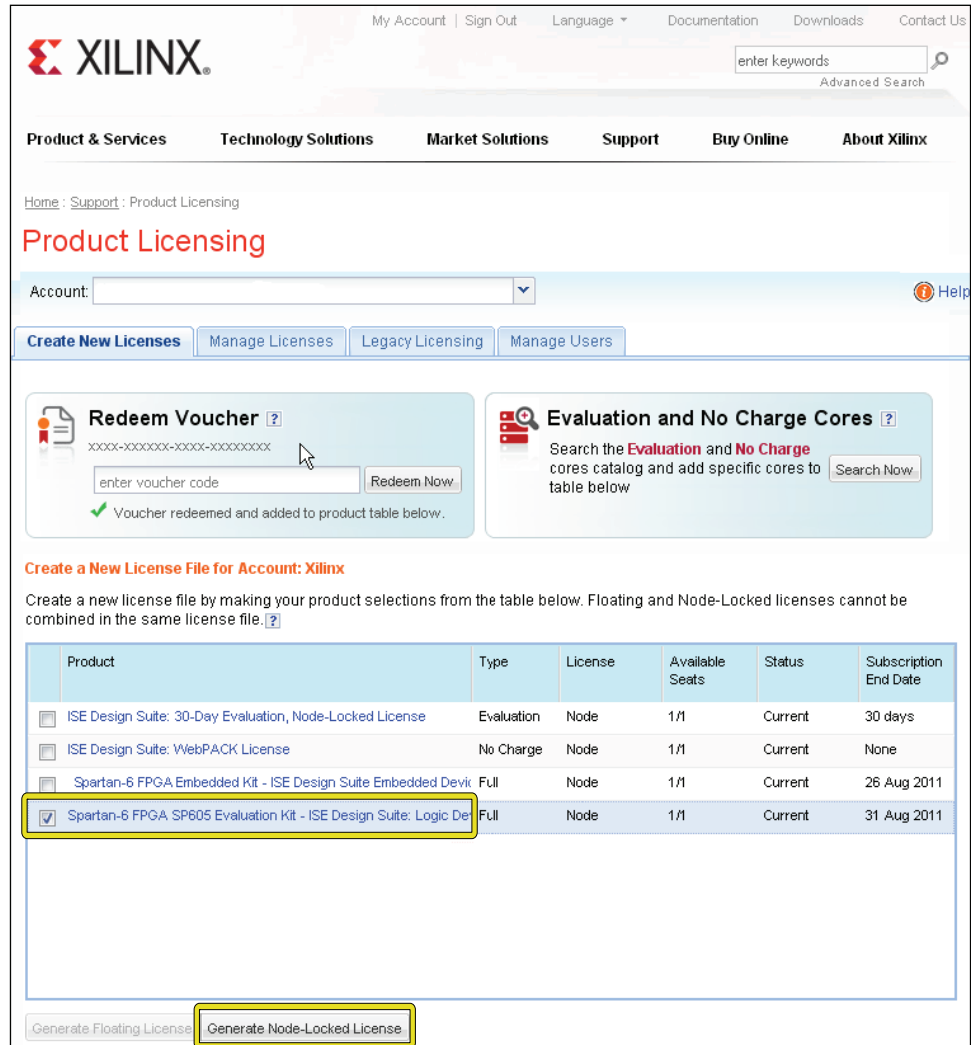 My Account | Sign Out Language Documentation Downloads Contact Us
XILINX®
enter keywords
Advanced Search
Product & Services Technology Solutions Market Solutions Support Buy Online About Xilinx
Home : Support : Product Licensing
Product Licensing
Account:
Help
Create New Licenses Manage Licenses Legacy Licensing Manage Users
Redeem Voucher ?
xxxx-xxxxxx-xxxx-xxxxxxxx
enter voucher code Redeem Now
Voucher redeemed and added to product table below.
Evaluation and No Charge Cores ?
Search the Evaluation and No Charge
cores catalog and add specific cores to
table below
Search Now
Create a New License File for Account: Xilinx
Create a new license file by making your product selections from the table below. Floating and Node-Locked licenses cannot be
combined in the same license file. ?
Product Type License Available Seats Status Subscription End Date
ISE Design Suite: 30-Day Evaluation, Node-Locked License Evaluation Node 1/1 Current 30 days
ISE Design Suite: WebPACK License No Charge Node 1/1 Current None
Spartan-6 FPGA Embedded Kit - ISE Design Suite Embedded Devic Full Node 1/1 Current 26 Aug 2011
Spartan-6 FPGA SP605 Evaluation Kit - ISE Design Suite: Logic De Full Node 1/1 Current 31 Aug 2011
Generate Floating License Generate Node-Locked License